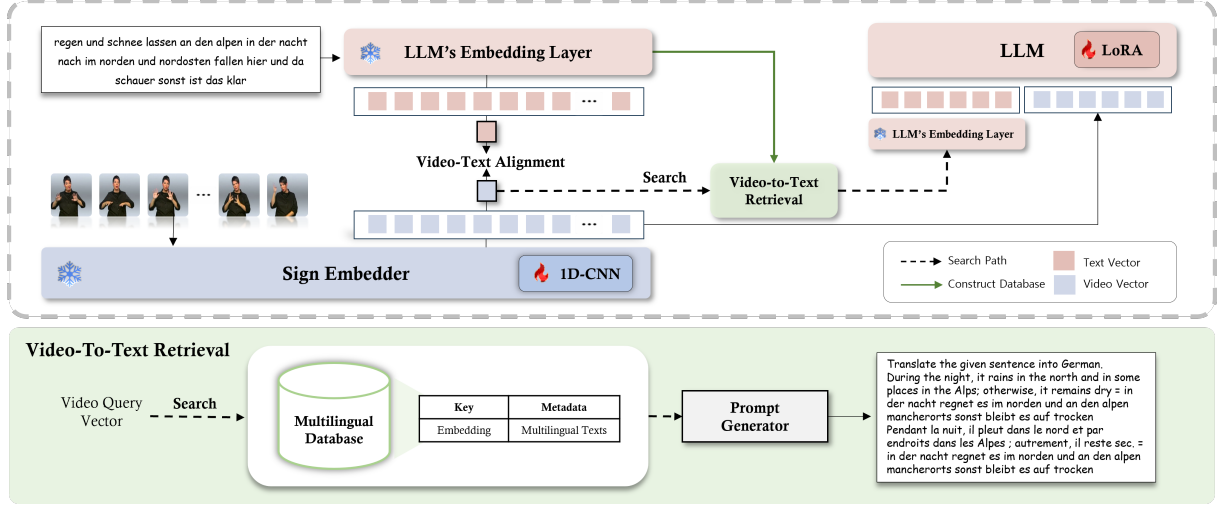 regen und schnee lassen an den alpen in der nacht
nach im norden und nordosten fallen hier und da
schauer sonst ist das klar
LLM's Embedding Layer
...
Video-Text Alignment
...
...
Sign Embedder
1D-CNN
Search
Video-to-Text
Retrieval
LLM
LoRA
LLM's Embedding Layer
Search Path
Construct Database
Text Vector
Video Vector
Video-To-Text Retrieval
Video Query
Vector
Search
Multilingual
Database
Key Metadata
Embedding Multilingual Texts
Prompt
Generator
Translate the given sentence into German.
During the night, it rains in the north and in some
places in the Alps; otherwise, it remains dry = in
der nacht regnet es im norden und an den alpen
mancherorts sonst bleibt es auf trocken
Pendant la nuit, il pleut dans le nord et par
endroits dans les Alpes ; autrement, il reste sec. =
in der nacht regnet es im norden und an den alpen
mancherorts sonst bleibt es auf trocken